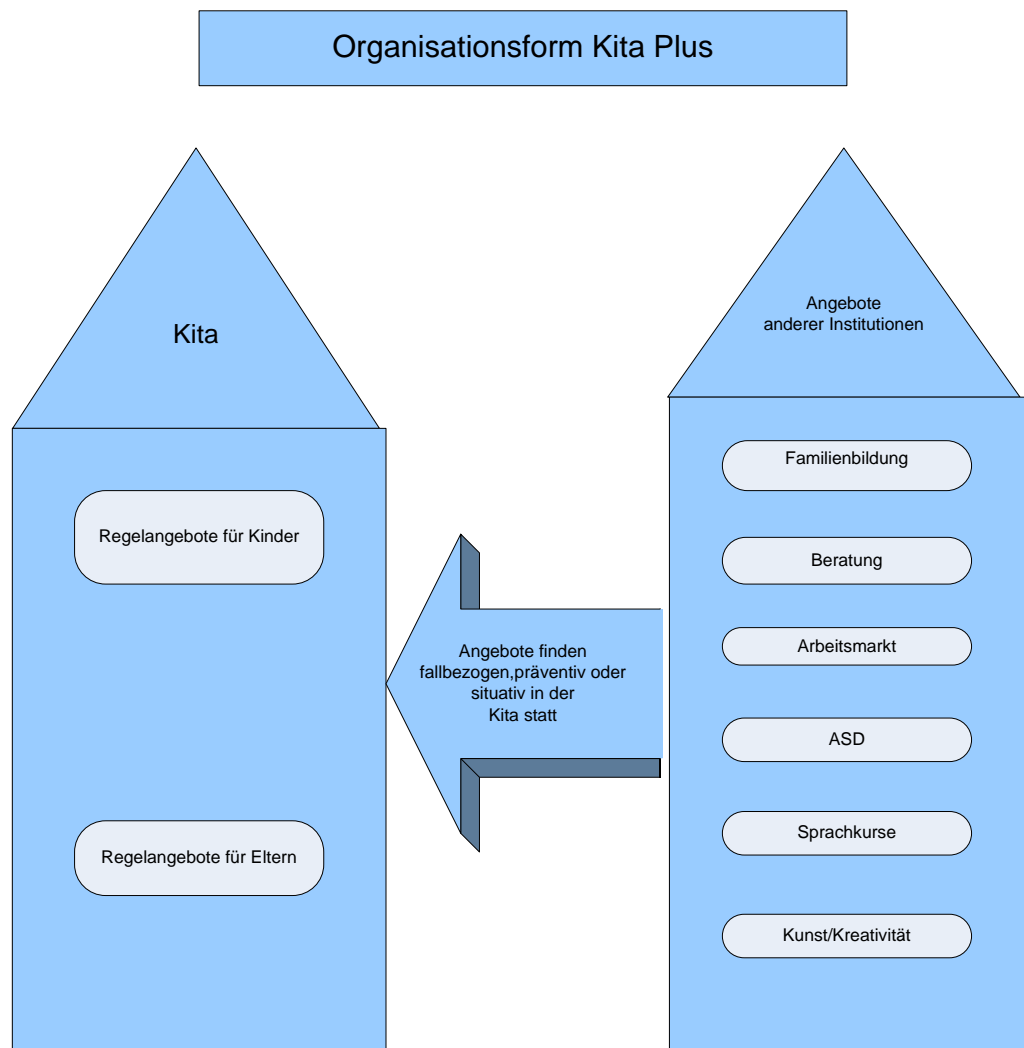 Organisationsform Kita Plus
Kita
Regelangebote für Kinder
Regelangebote für Eltern
Angebote finden
fallbezogen,präventiv oder
situativ in der
Kita statt
Angebote
anderer Institutionen
Familienbildung
Beratung
Arbeitsmarkt
ASD
Sprachkurse
Kunst/Kreativität